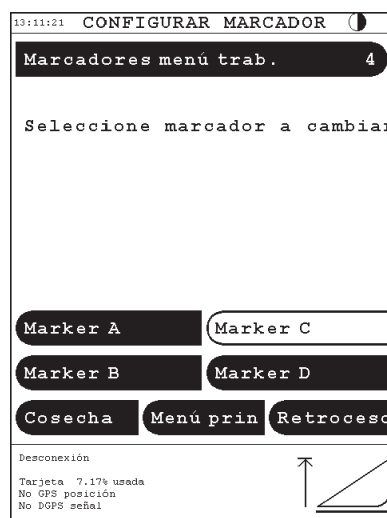 13:11:21 CONFIGURAR MARCADOR
Marcadores menú trab. 4
Seleccione marcador a cambiar
Marker A Marker C
Marker B Marker D
Cosecha Menú prin Retroceso
Desconexión
Tarjeta 7.17% usada
No GPS posición
No DGPS señal